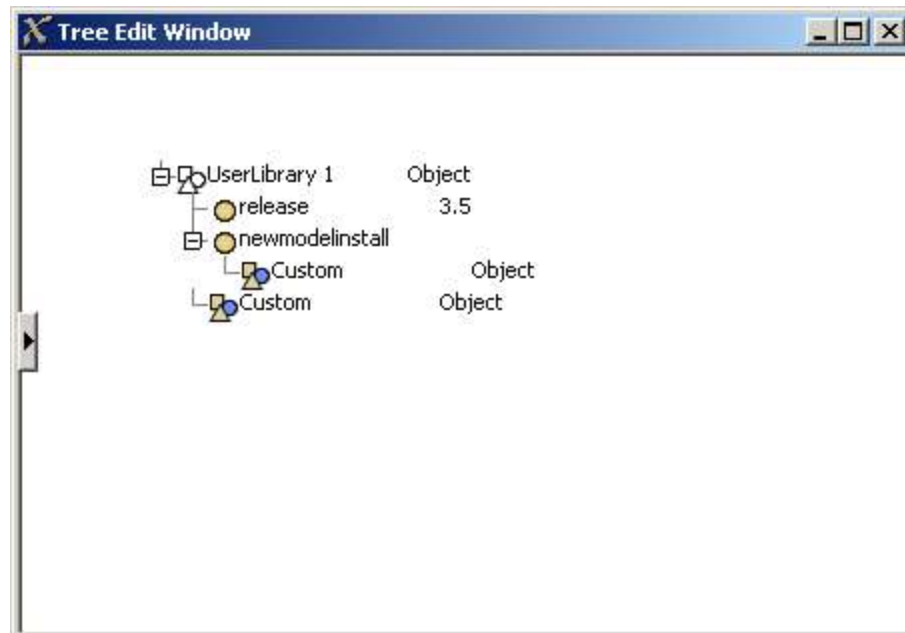 Tree Edit Window
UserLibrary 1 Object
release 3.5
newmodelinstall
Custom Object
Custom Object